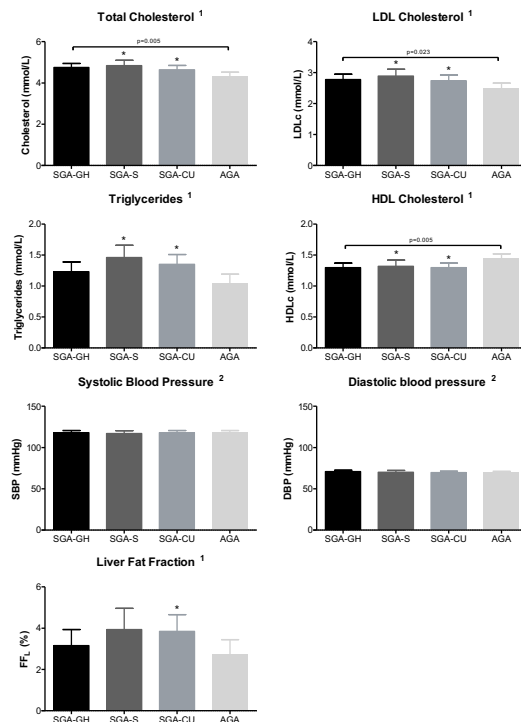 Total Cholesterol 1
p=0.005
* *
Cholesterol (mmol/L)
6
4
2
0
SGA-GH SGA-S SGA-CU AGA
LDL Cholesterol 1
p=0.023
* *
LDLc (mmol/L)
4
3
2
1
0
SGA-GH SGA-S SGA-CU AGA
Triglycerides 1
* *
Triglycerides (mmol/L)
2.0
1.5
1.0
0.5
0.0
SGA-GH SGA-S SGA-CU AGA
HDL Cholesterol 1
p=0.005
* *
HDLc (mmol/L)
2.0
1.5
1.0
0.5
0.0
SGA-GH SGA-S SGA-CU AGA
Systolic Blood Pressure 2
SBP (mmHg)
150
100
50
0
SGA-GH SGA-S SGA-CU AGA
Diastolic blood pressure 2
DBP (mmHg)
150
100
50
0
SGA-GH SGA-S SGA-CU AGA
Liver Fat Fraction 1
*
FFL (%)
6
4
2
0
SGA-GH SGA-S SGA-CU AGA